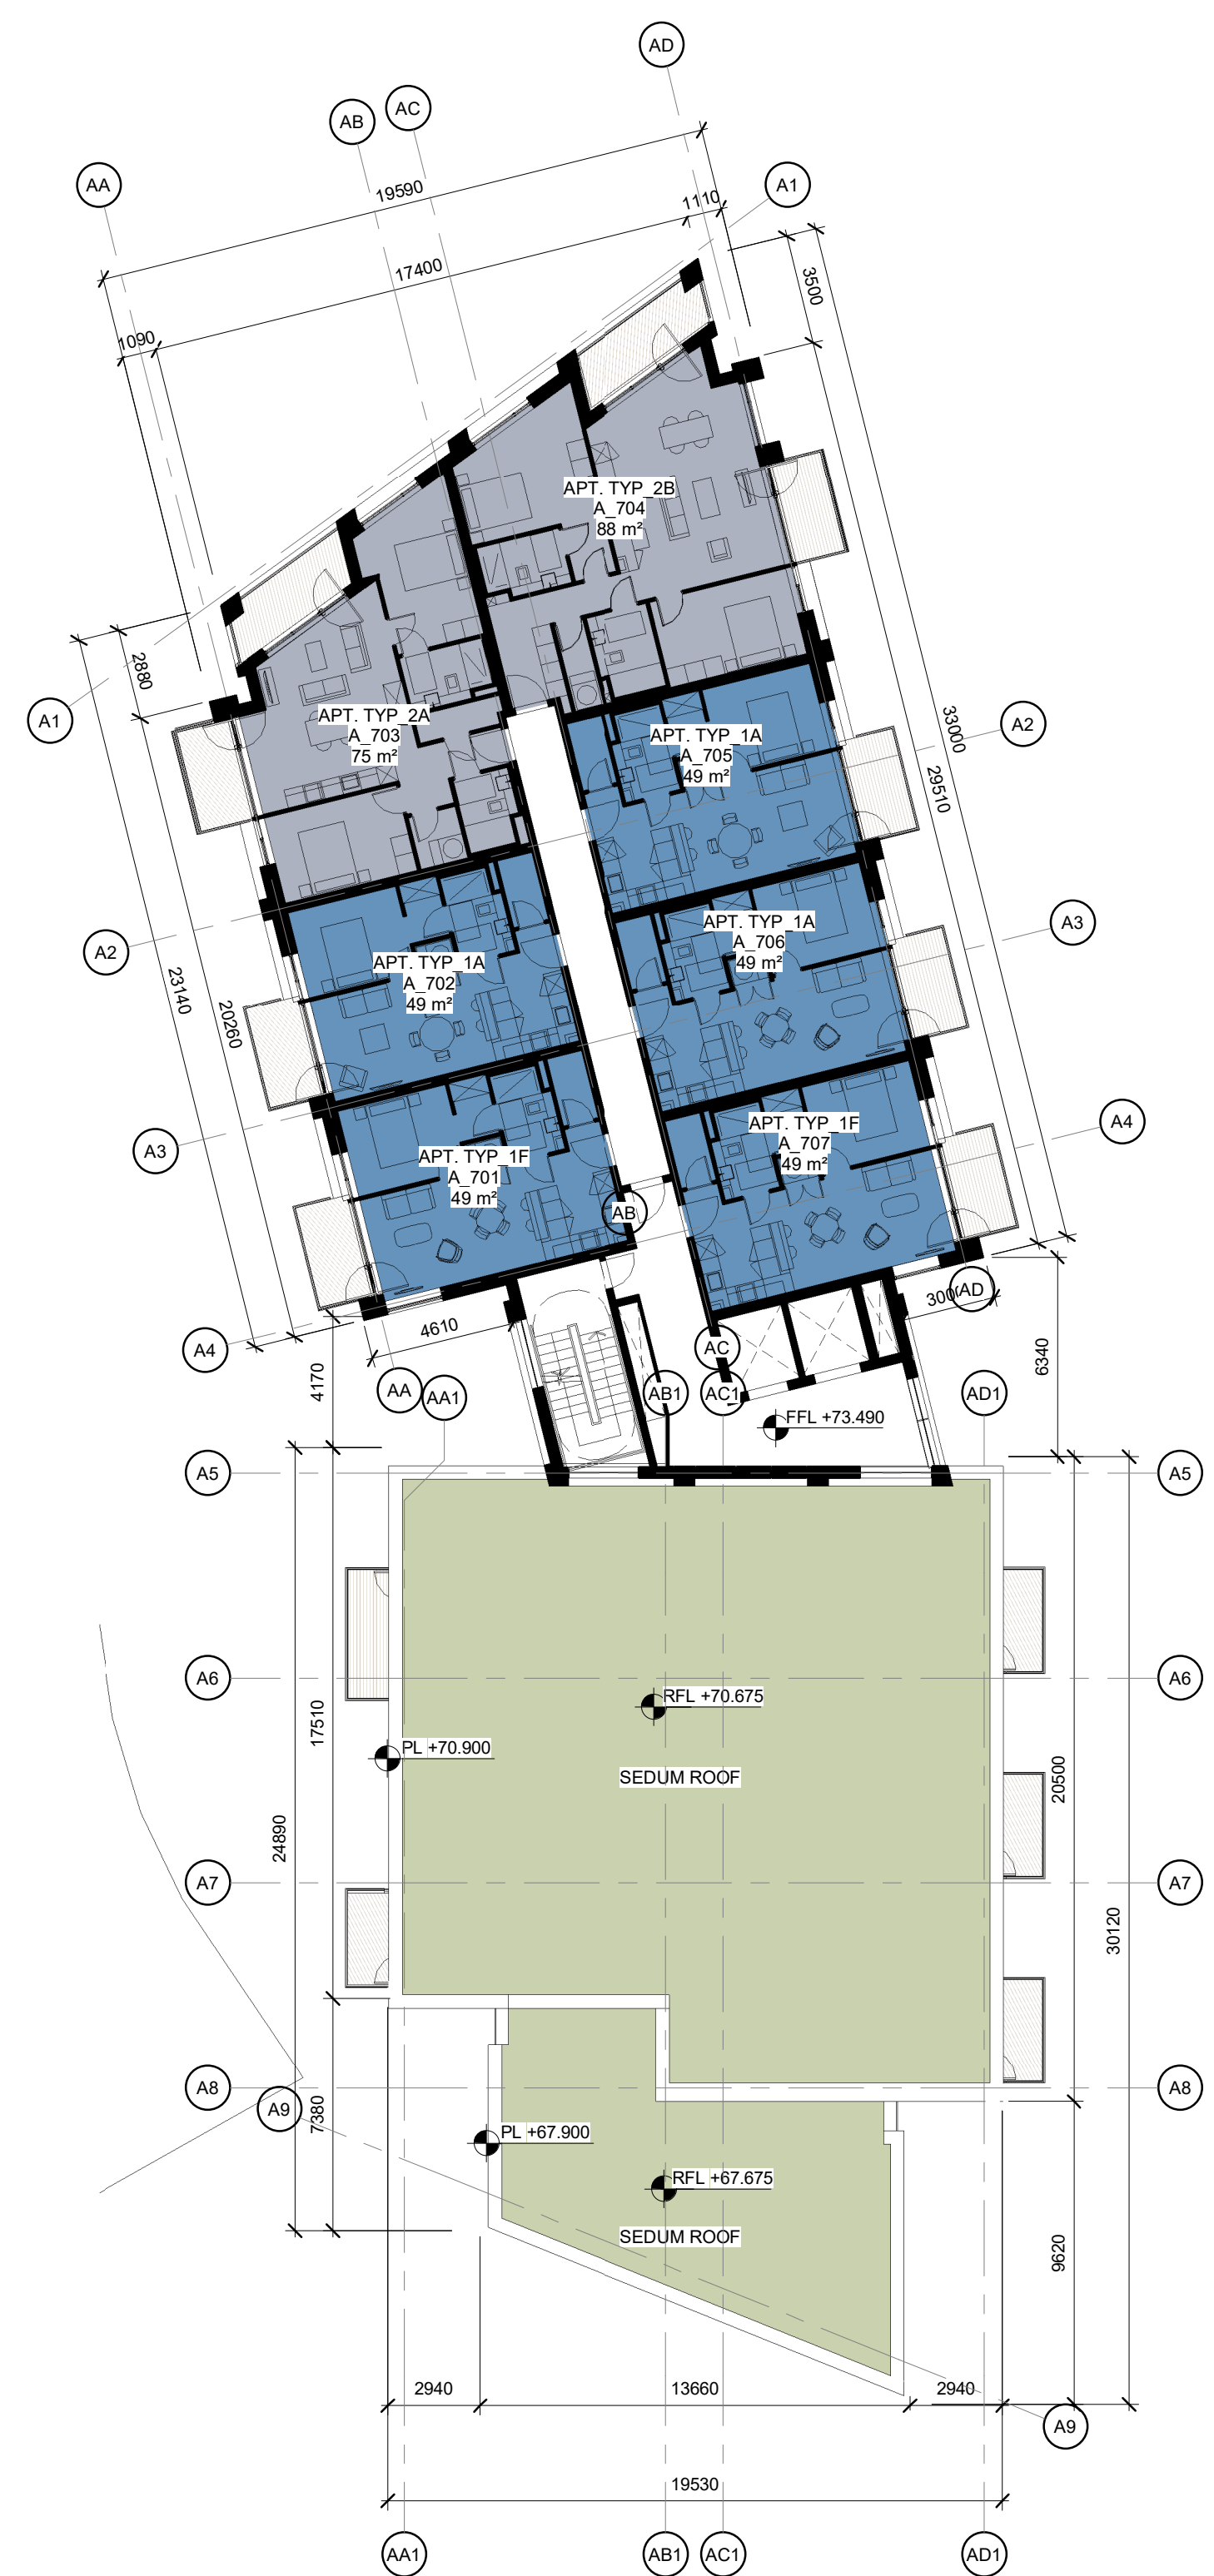 AD
AC
AB
AA
A1
19590
1110
17400
3500
1090
APT. TYP_2B
A_704
88 m²
2880
A1
APT. TYP_2A
A_703
75 m²
APT. TYP_1A
A_705
49 m²
33000
A2
29510
APT. TYP_1A
A_706
49 m²
A3
A2
APT. TYP_1A
A_702
49 m²
23140
20260
APT. TYP_1F
A_707
49 m²
A4
A3
APT. TYP_1F
A_701
49 m²
AB
AD
4610
A4
AC
6340
4170
AA
AA1
AB1
AC1
AD1
FFL +73.490
A5
A5
A6
A6
RFL +70.675
17510
PL +70.900
SEDUM ROOF
20500
24890
A7
A7
30120
A8
A8
A9
7380
PL +67.900
RFL +67.675
SEDUM ROOF
9620
2940
13660
2940
A9
19530
AA1
AB1
AC1
AD1